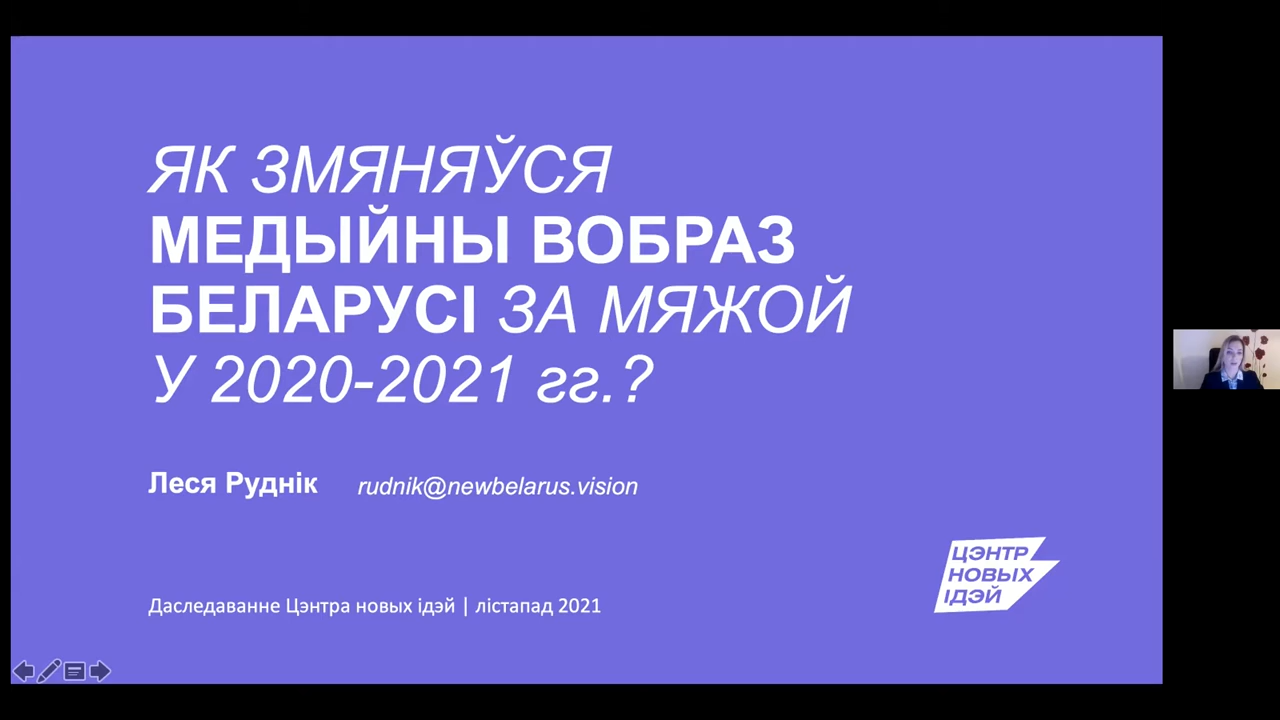 ЯК ЗМЯНЯЎСЯ
МЕДЫЙНЫ ВОБРАЗ
БЕЛАРУСІ ЗА МЯЖОЙ
У 2020-2021 гг.?
Леся Руднік rudnik@newbelarus.vision
Даследаванне Цэнтра новых ідэй | лістапад 2021
ЦЭНТР
НОВЫХ
ІДЭЙ